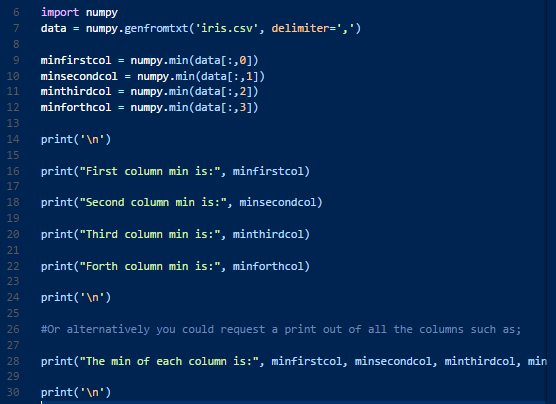 6 import numpy
7 data = numpy.genfromtxt('iris.csv', delimiter=',')
8
9 minfirstcol = numpy.min(data[:,0])
10 minsecondcol = numpy.min(data[:,1])
11 minthirdcol = numpy.min(data[:,2])
12 minforthcol = numpy.min(data[:,3])
13
14 print('\n')
15
16 print("First column min is:", minfirstcol)
17
18 print("Second column min is:", minsecondcol)
19
20 print("Third column min is:", minthirdcol)
21
22 print("Forth column min is:", minforthcol)
23
24 print('\n')
25
26 #Or alternatively you could request a print out of all the columns such as;
27
28 print("The min of each column is:", minfirstcol, minsecondcol, minthirdcol, min
29
30 print('\n')